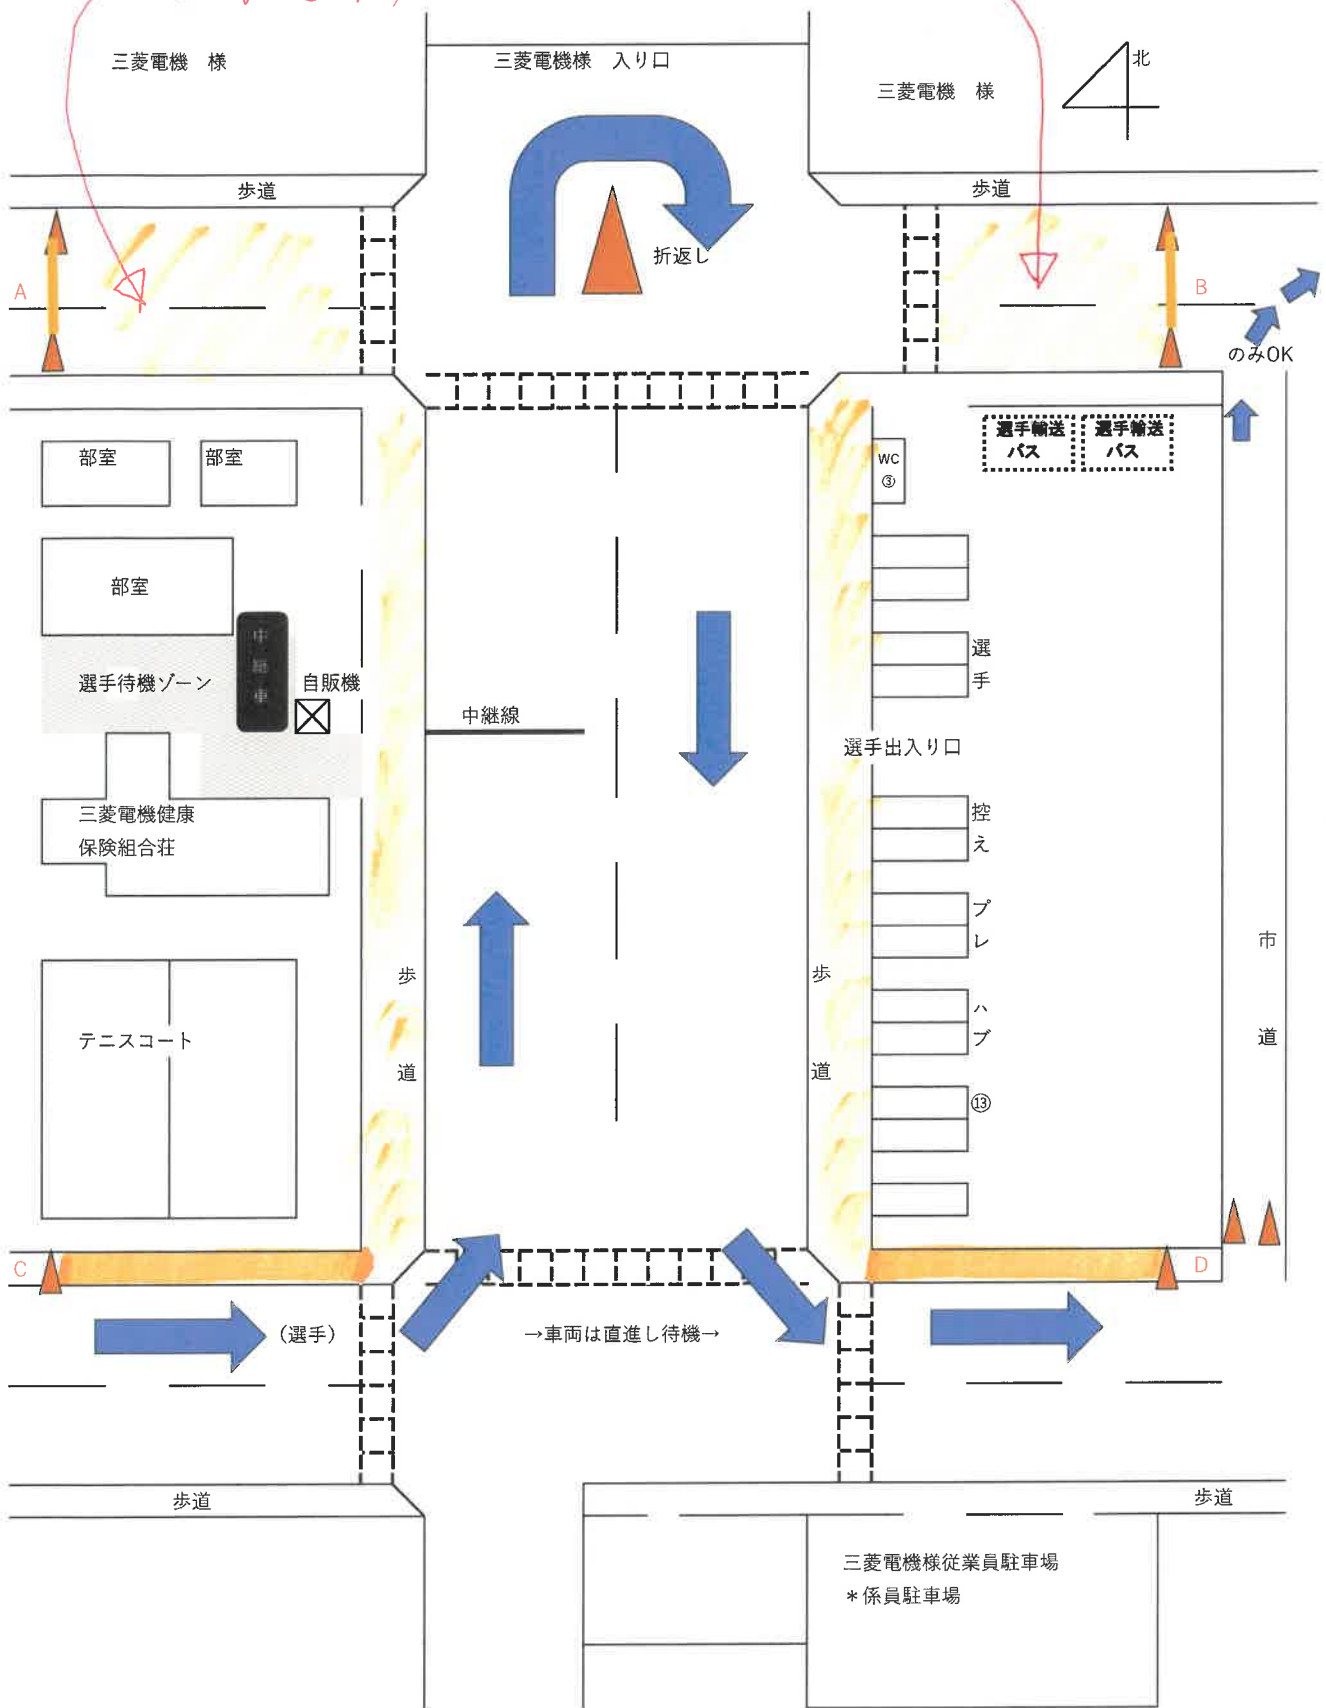 三菱電機　様
三菱電機様　入り口
三菱電機　様
北
歩道
歩道
折返し
A
B
のみOK
部室
部室
選手輸送
バス
選手輸送
バス
WC
③
部室
中
継
車
選手待機ゾーン
自販機
選
手
中継線
選手出入り口
三菱電機健康
保険組合荘
控
え
プ
レ
ハ
ブ
⑬
歩
道
歩
道
市
道
テニスコート
C
D
（選手）
→車両は直進し待機→
歩道
歩道
三菱電機様従業員駐車場
＊係員駐車場